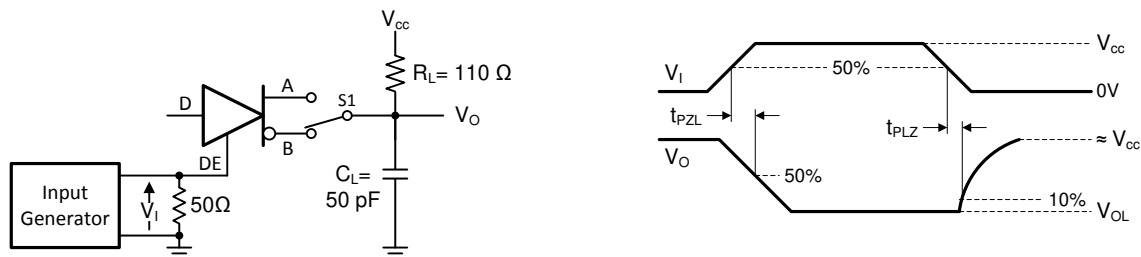 Vcc
RL= 110 Ω
A
S1
D
VO
B
DE
CL=
50 pF
Input
Generator
VI
50Ω
VI
50%
Vcc
0V
tPZL
tPLZ
VO
50%
≈ Vcc
10%
VOL